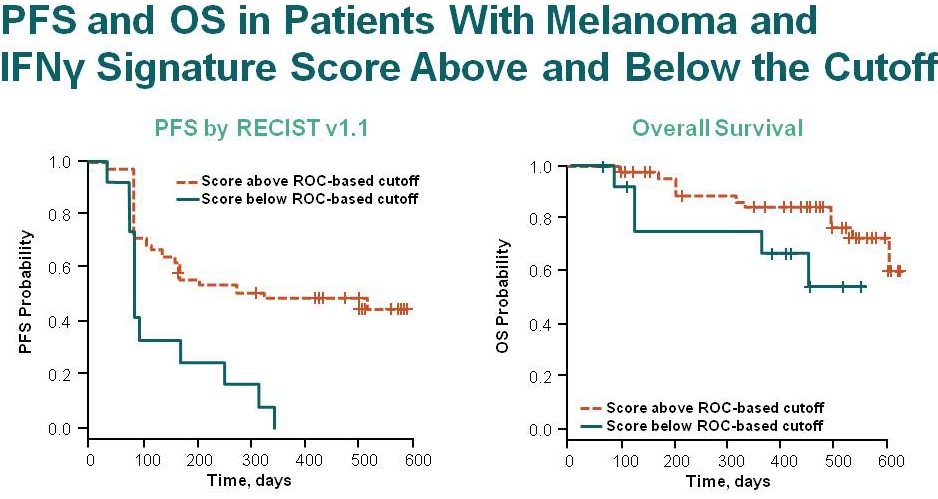 PFS and OS in Patients With Melanoma and
IFNγ Signature Score Above and Below the Cutoff
PFS by RECIST v1.1
PFS Probability
1.0
0.8
0.6
0.4
0.2
0.0
Score above ROC-based cutoff
Score below ROC-based cutoff
0 100 200 300 400 500 600
Time, days
Overall Survival
OS Probability
1.0
0.8
0.6
0.4
0.2
0.0
Score above ROC-based cutoff
Score below ROC-based cutoff
0 100 200 300 400 500 600
Time, days